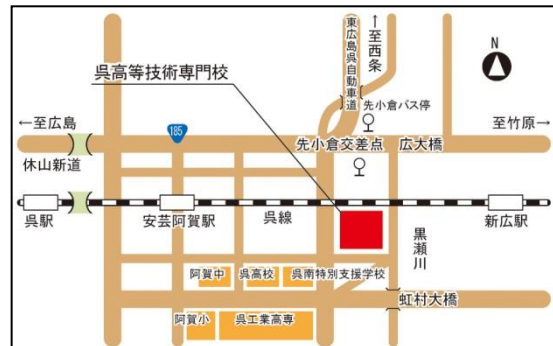 東広島呉自動車道
↑至西条
N
呉高等技術専門校
先小倉バス停
←至広島
185
至竹原→
先小倉交差点
広大橋
休山新道
呉駅
安芸阿賀駅
呉線
新広駅
黒瀬川
阿賀中
呉高校
呉南特別支援学校
虹村大橋
阿賀小
呉工業高専